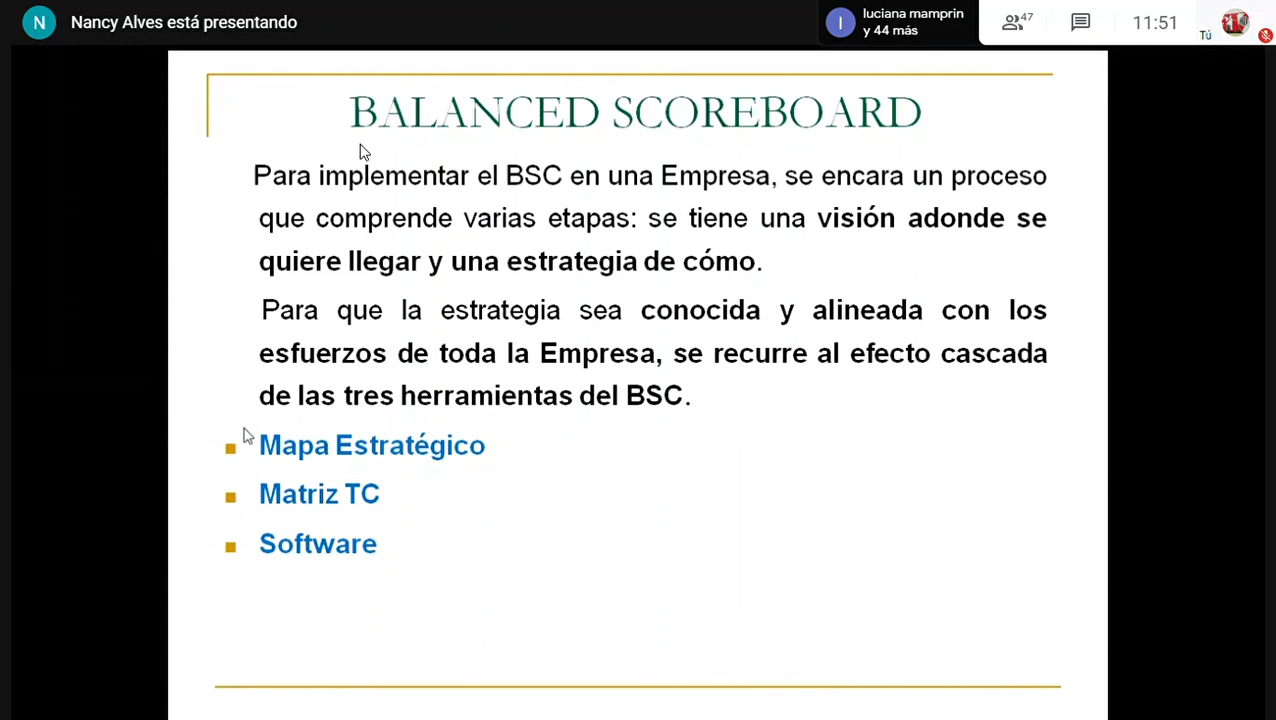 N Nancy Alves está presentando
I luciana mamprin
y 44 más
47
11:51
Tú
BALANCED SCOREBOARD
Para implementar el BSC en una Empresa, se encara un proceso
que comprende varias etapas: se tiene una visión adonde se
quiere llegar y una estrategia de cómo.
Para que la estrategia sea conocida y alineada con los
esfuerzos de toda la Empresa, se recurre al efecto cascada
de las tres herramientas del BSC.
Mapa Estratégico
Matriz TC
Software